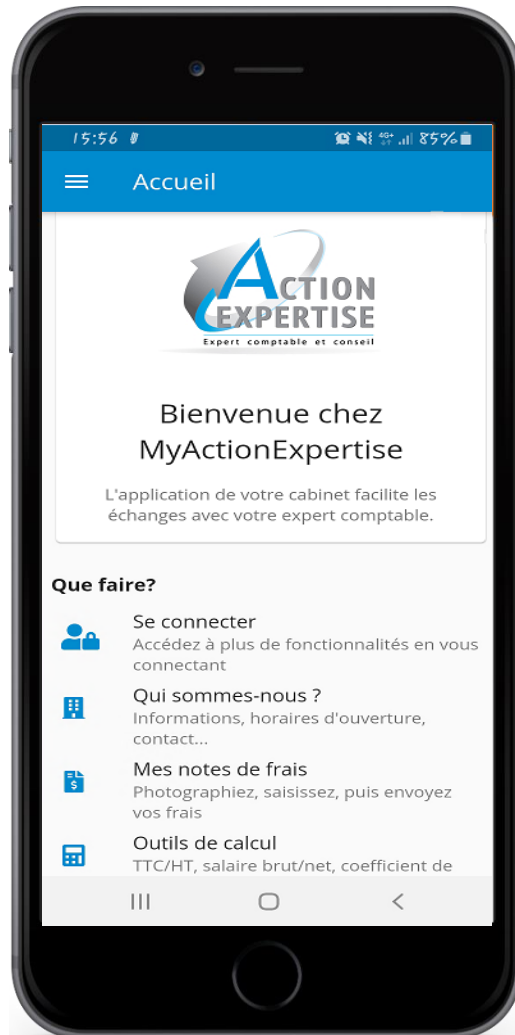 15:56 4G+ 85%
Accueil
ACTION
EXPERTISE
Expert comptable et conseil
Bienvenue chez
MyActionExpertise
L'application de votre cabinet facilite les
échanges avec votre expert comptable.
Que faire?
Se connecter
Accédez à plus de fonctionnalités en vous
connectant
Qui sommes-nous ?
Informations, horaires d'ouverture,
contact...
Mes notes de frais
Photographiez, saisissez, puis envoyez
vos frais
Outils de calcul
TTC/HT, salaire brut/net, coefficient de